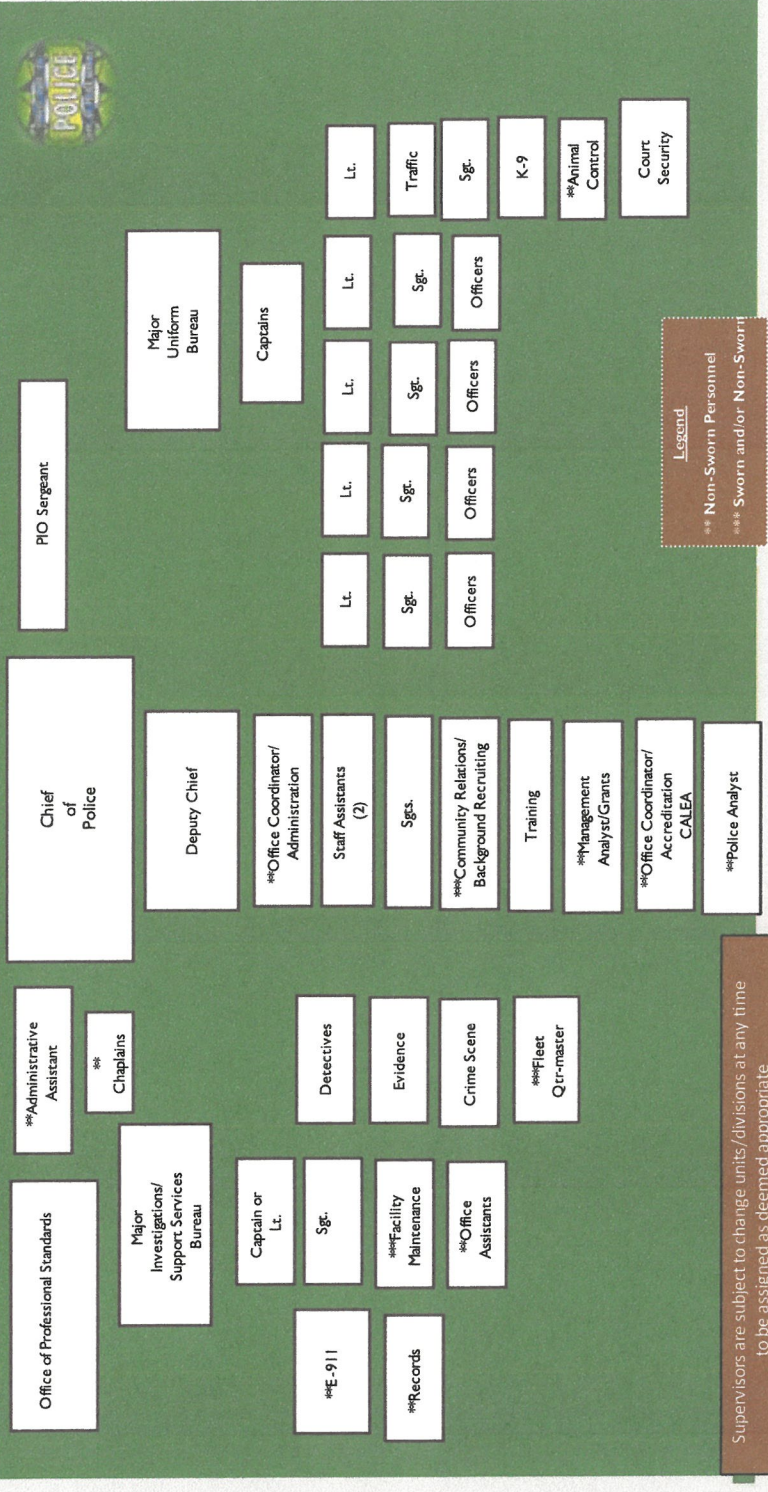 Office of Professional Standards
**Administrative
Assistant
**
Chaplains
Chief
of
Police
PIO Sergeant
POLICE
Major
Investigations/
Support Services
Bureau
Deputy Chief
Major
Uniform
Bureau
Captain or
Lt.
**Office Coordinator/
Administration
Captains
**E-911
Sgt.
Detectives
Staff Assistants
(2)
Lt.
Lt.
Lt.
Lt.
Lt.
**Records
***Facility
Maintenance
Evidence
Sgts.
Sgt.
Sgt.
Sgt.
Sgt.
Traffic
**Office
Assistants
Crime Scene
***Community Relations/
Background Recruiting
Officers
Officers
Officers
Officers
Sgt.
***Fleet
Qtr-master
Training
K-9
**Management
Analyst/Grants
**Animal
Control
**Office Coordinator/
Accreditation
CALEA
Court
Security
**Police Analyst
Legend
** Non-Sworn Personnel
*** Sworn and/or Non-Sworn
Supervisors are subject to change units/divisions at any time
to be assigned as deemed appropriate